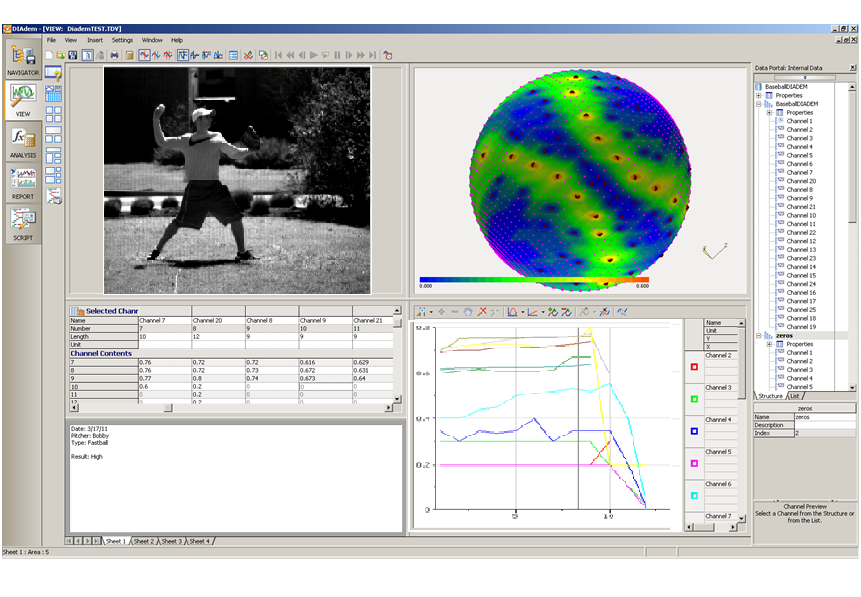 DIAdem - [VIEW: DiademTEST.TDV]
File View Insert Settings Window Help
NAVIGATOR
VIEW
ANALYSIS
REPORT
SCRIPT
0.000 0.600
Selected Chanr
Name Channel 7 Channel 20 Channel 8 Channel 9 Channel 21
Number 7 8 9 10 11
Length 10 12 9 9 9
Unit
Channel Contents
7 0.76 0.72 0.72 0.616 0.629
8 0.76 0.72 0.73 0.672 0.631
9 0.77 0.8 0.74 0.673 0.64
10 0.6 0.2 0 0 0
11 0.2 0 0 0
12 0.2 0 0 0
Date: 3/17/11
Pitcher: Bobby
Type: Fastball
Result: High
Sheet 1 Sheet 2 Sheet 3 Sheet 4
Sheet 1 : Area : 5
0.8
0.6
0.4
0.2
0
Name
Unit
Y
X
Channel 2
Channel 3
Channel 4
Channel 5
Channel 6
Channel 7
Data Portal: Internal Data
BaseballDIADEM
Properties
BaseballDIADEM
Properties
Channel 1
Channel 2
Channel 3
Channel 4
Channel 5
Channel 6
Channel 7
Channel 20
Channel 8
Channel 9
Channel 21
Channel 10
Channel 11
Channel 22
Channel 12
Channel 13
Channel 23
Channel 14
Channel 15
Channel 24
Channel 16
Channel 17
Channel 25
Channel 18
Channel 19
zeros
Properties
Channel 1
Channel 2
Channel 3
Channel 4
Channel 5
Structure List
zeros
Name zeros
Description
Index 2
Channel Preview
Select a Channel from the Structure or
from the List.